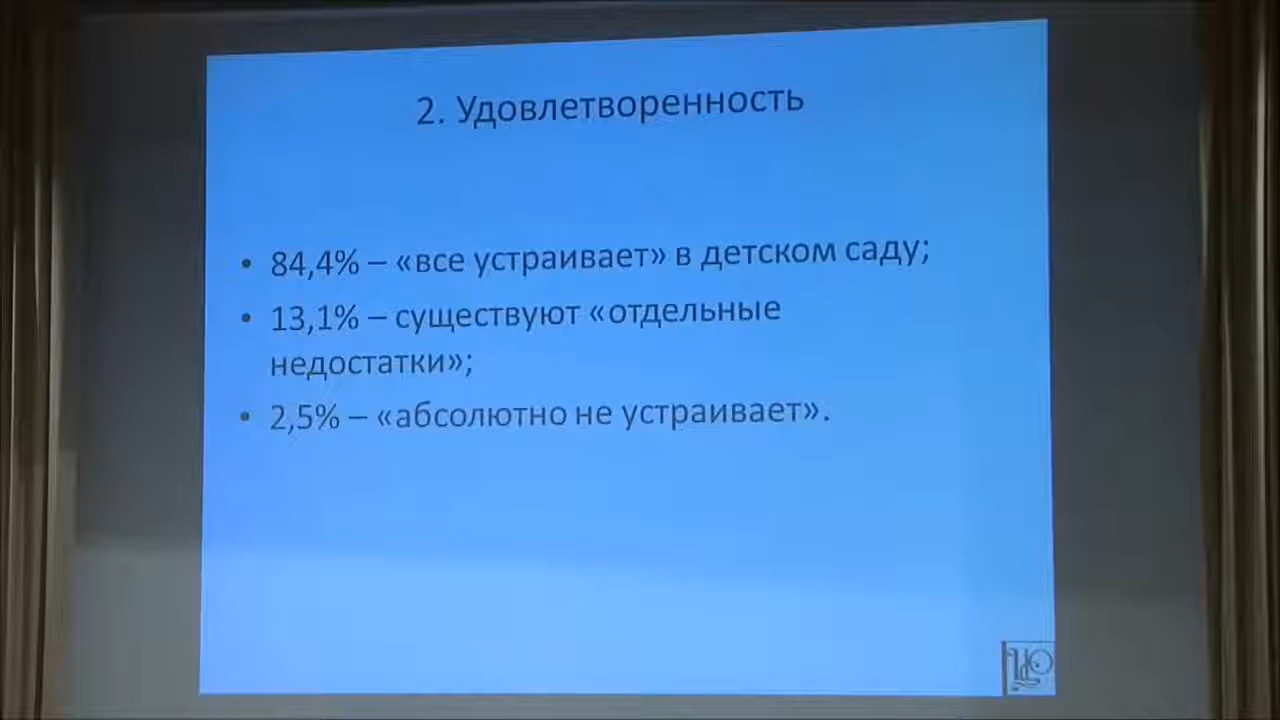 2. Удовлетворенность
• 84,4% – «все устраивает» в детском саду;
• 13,1% – существуют «отдельные
недостатки»;
• 2,5% – «абсолютно не устраивает».